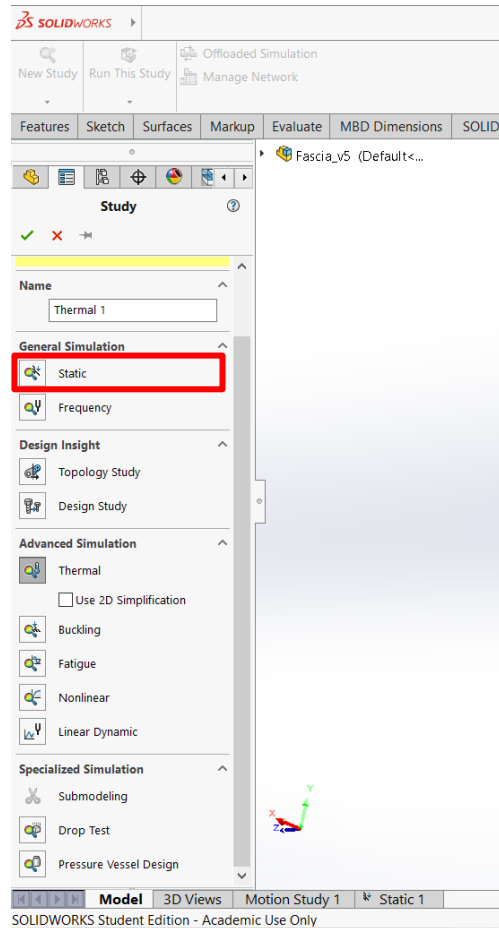 SOLIDWORKS
Offloaded Simulation
New Study Run This Study Manage Network
Features Sketch Surfaces Markup Evaluate MBD Dimensions SOLID
Fascia_v5 (Default<...
Study
Name
Thermal 1
General Simulation
Static
Frequency
Design Insight
Topology Study
Design Study
Advanced Simulation
Thermal
Use 2D Simplification
Buckling
Fatigue
Nonlinear
Linear Dynamic
Specialized Simulation
Submodeling
Drop Test
Pressure Vessel Design
Y
X
Z
Model 3D Views Motion Study 1 Static 1
SOLIDWORKS Student Edition - Academic Use Only